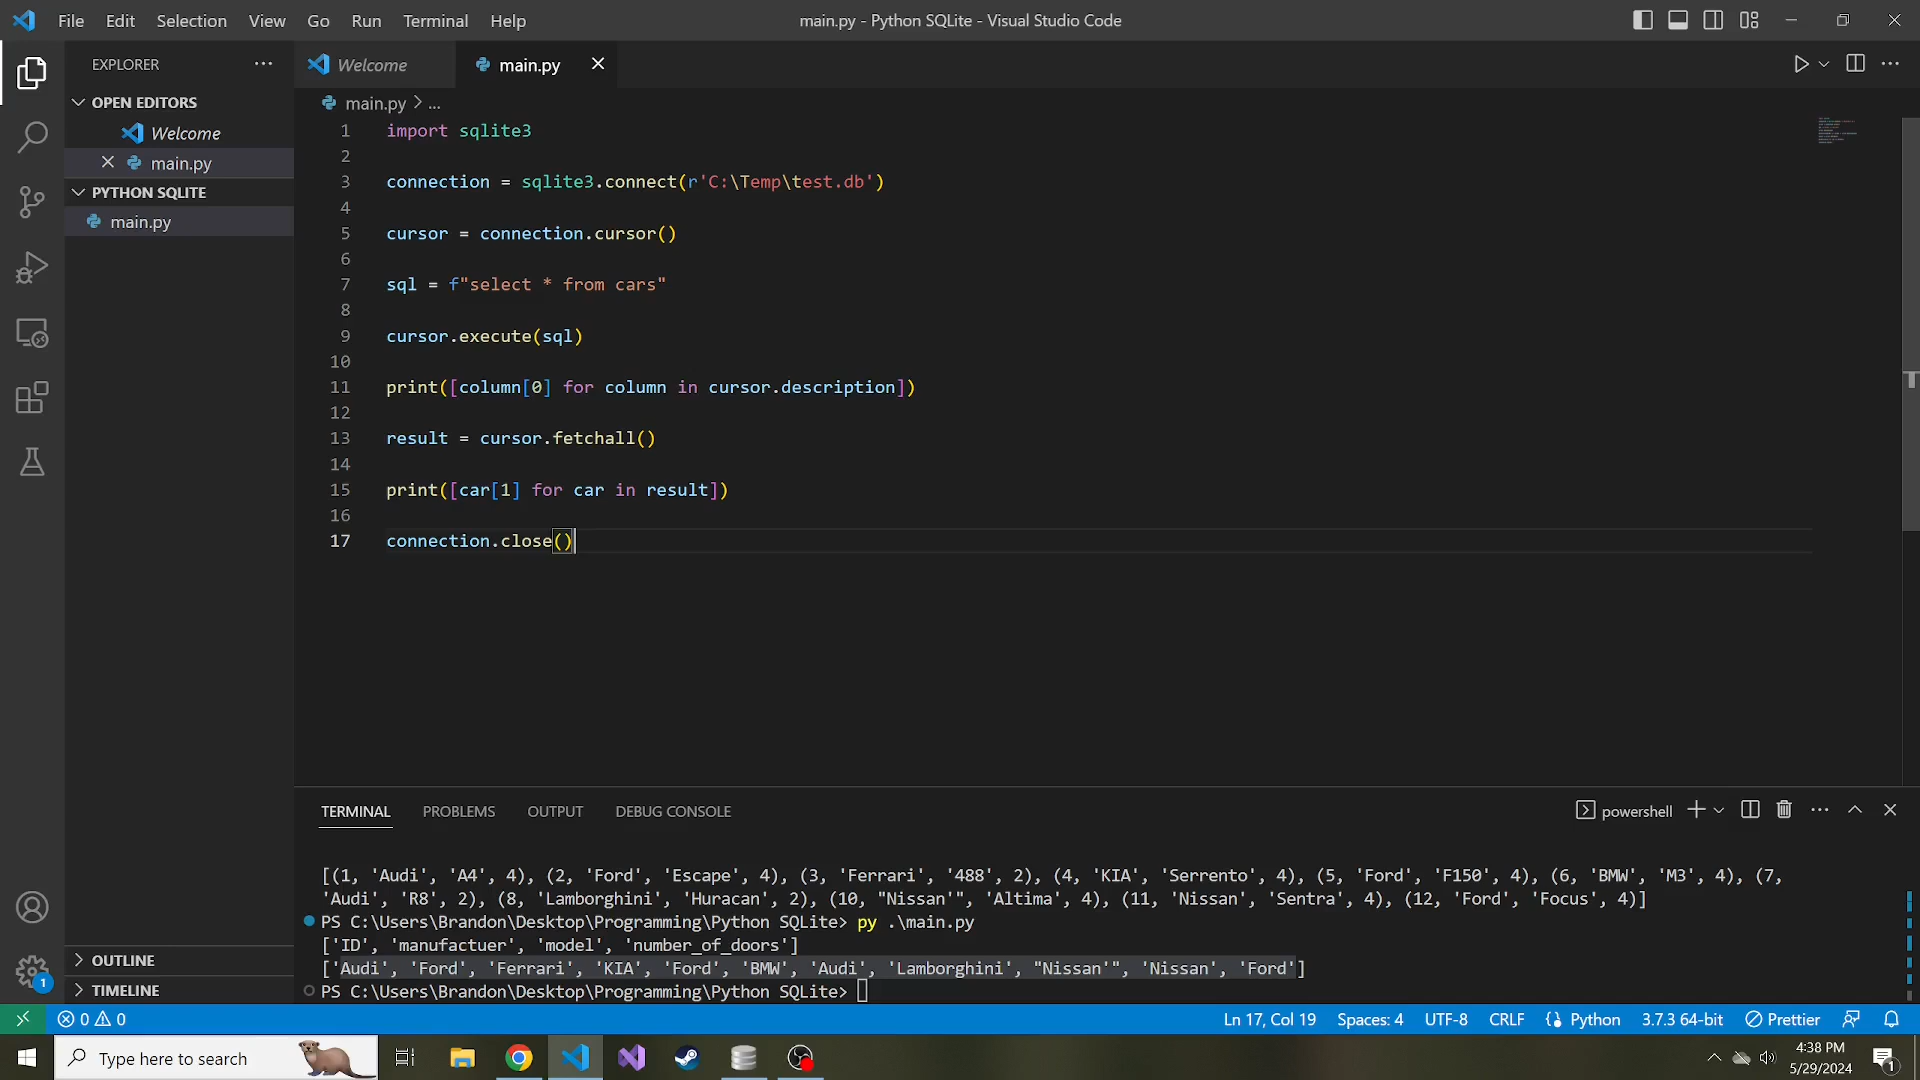 File Edit Selection View Go Run Terminal Help
main.py - Python SQLite - Visual Studio Code
EXPLORER
OPEN EDITORS
Welcome
main.py
PYTHON SQLITE
main.py
OUTLINE
TIMELINE
Welcome
main.py
main.py > ...
1 import sqlite3
2
3 connection = sqlite3.connect(r'C:\Temp\test.db')
4
5 cursor = connection.cursor()
6
7 sql = f"select * from cars"
8
9 cursor.execute(sql)
10
11 print([column[0] for column in cursor.description])
12
13 result = cursor.fetchall()
14
15 print([car[1] for car in result])
16
17 connection.close()
TERMINAL PROBLEMS OUTPUT DEBUG CONSOLE
powershell
[(1, 'Audi', 'A4', 4), (2, 'Ford', 'Escape', 4), (3, 'Ferrari', '488', 2), (4, 'KIA', 'Serrento', 4), (5, 'Ford', 'F150', 4), (6, 'BMW', 'M3', 4), (7,
'Audi', 'R8', 2), (8, 'Lamborghini', 'Huracan', 2), (10, "Nissan'", 'Altima', 4), (11, 'Nissan', 'Sentra', 4), (12, 'Ford', 'Focus', 4)]
PS C:\Users\Brandon\Desktop\Programming\Python SQLite> py .\main.py
['ID', 'manufactuer', 'model', 'number_of_doors']
['Audi', 'Ford', 'Ferrari', 'KIA', 'Ford', 'BMW', 'Audi', 'Lamborghini', "Nissan'", 'Nissan', 'Ford']
PS C:\Users\Brandon\Desktop\Programming\Python SQLite>
1
0 0
Ln 17, Col 19 Spaces: 4 UTF-8 CRLF Python 3.7.3 64-bit Prettier
Type here to search
4:38 PM
5/29/2024
1